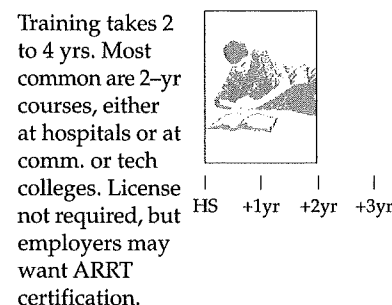 Training takes 2
to 4 yrs. Most
common are 2–yr
courses, either
at hospitals or at
comm. or tech
colleges. License
not required, but
employers may
want ARRT
certification.
HS +1yr +2yr +3yr